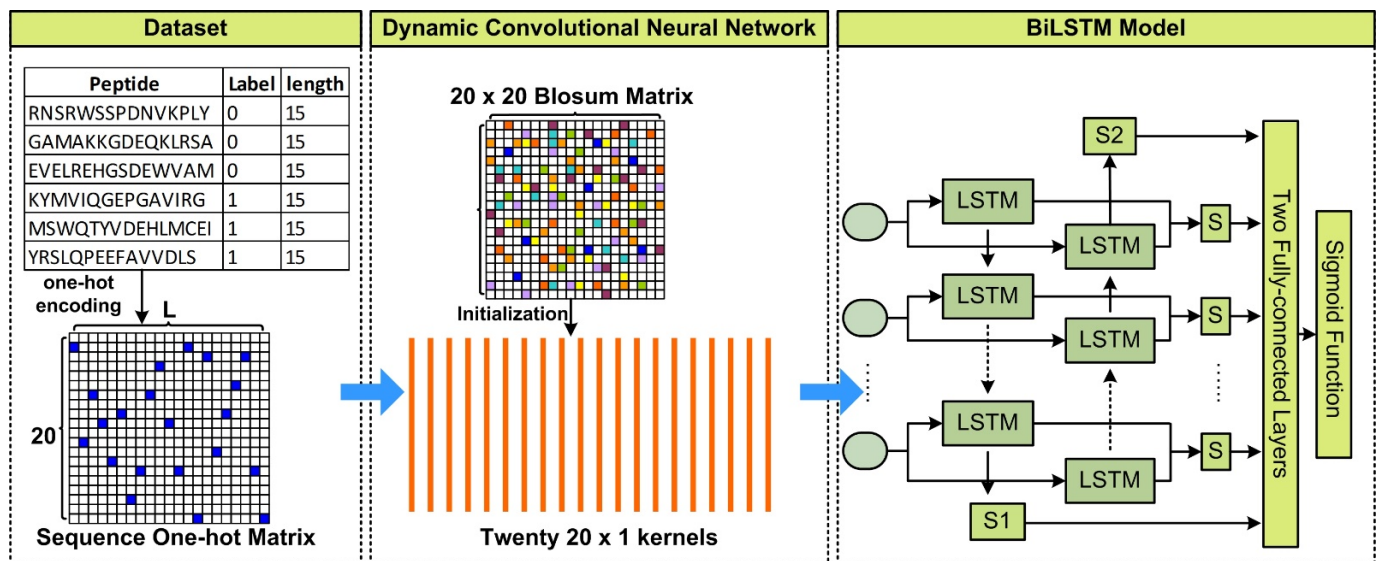 Dataset
Peptide Label length
RNSRWSSPDNVKPLY 0 15
GAMAKKGDEQKLRSA 0 15
EVELREHGSDEWVAM 0 15
KYMVIQGEPGAVIRG 1 15
MSWQTYVDEHLMCEI 1 15
YRSLQPEEFAVVDLS 1 15
one-hot
encoding
L
20
Sequence One-hot Matrix
Dynamic Convolutional Neural Network
20 x 20 Blosum Matrix
Initialization
Twenty 20 x 1 kernels
BiLSTM Model
S2
LSTM
S
LSTM
LSTM
S
LSTM
LSTM
S
LSTM
S1
Two Fully-connected Layers
Sigmoid Function